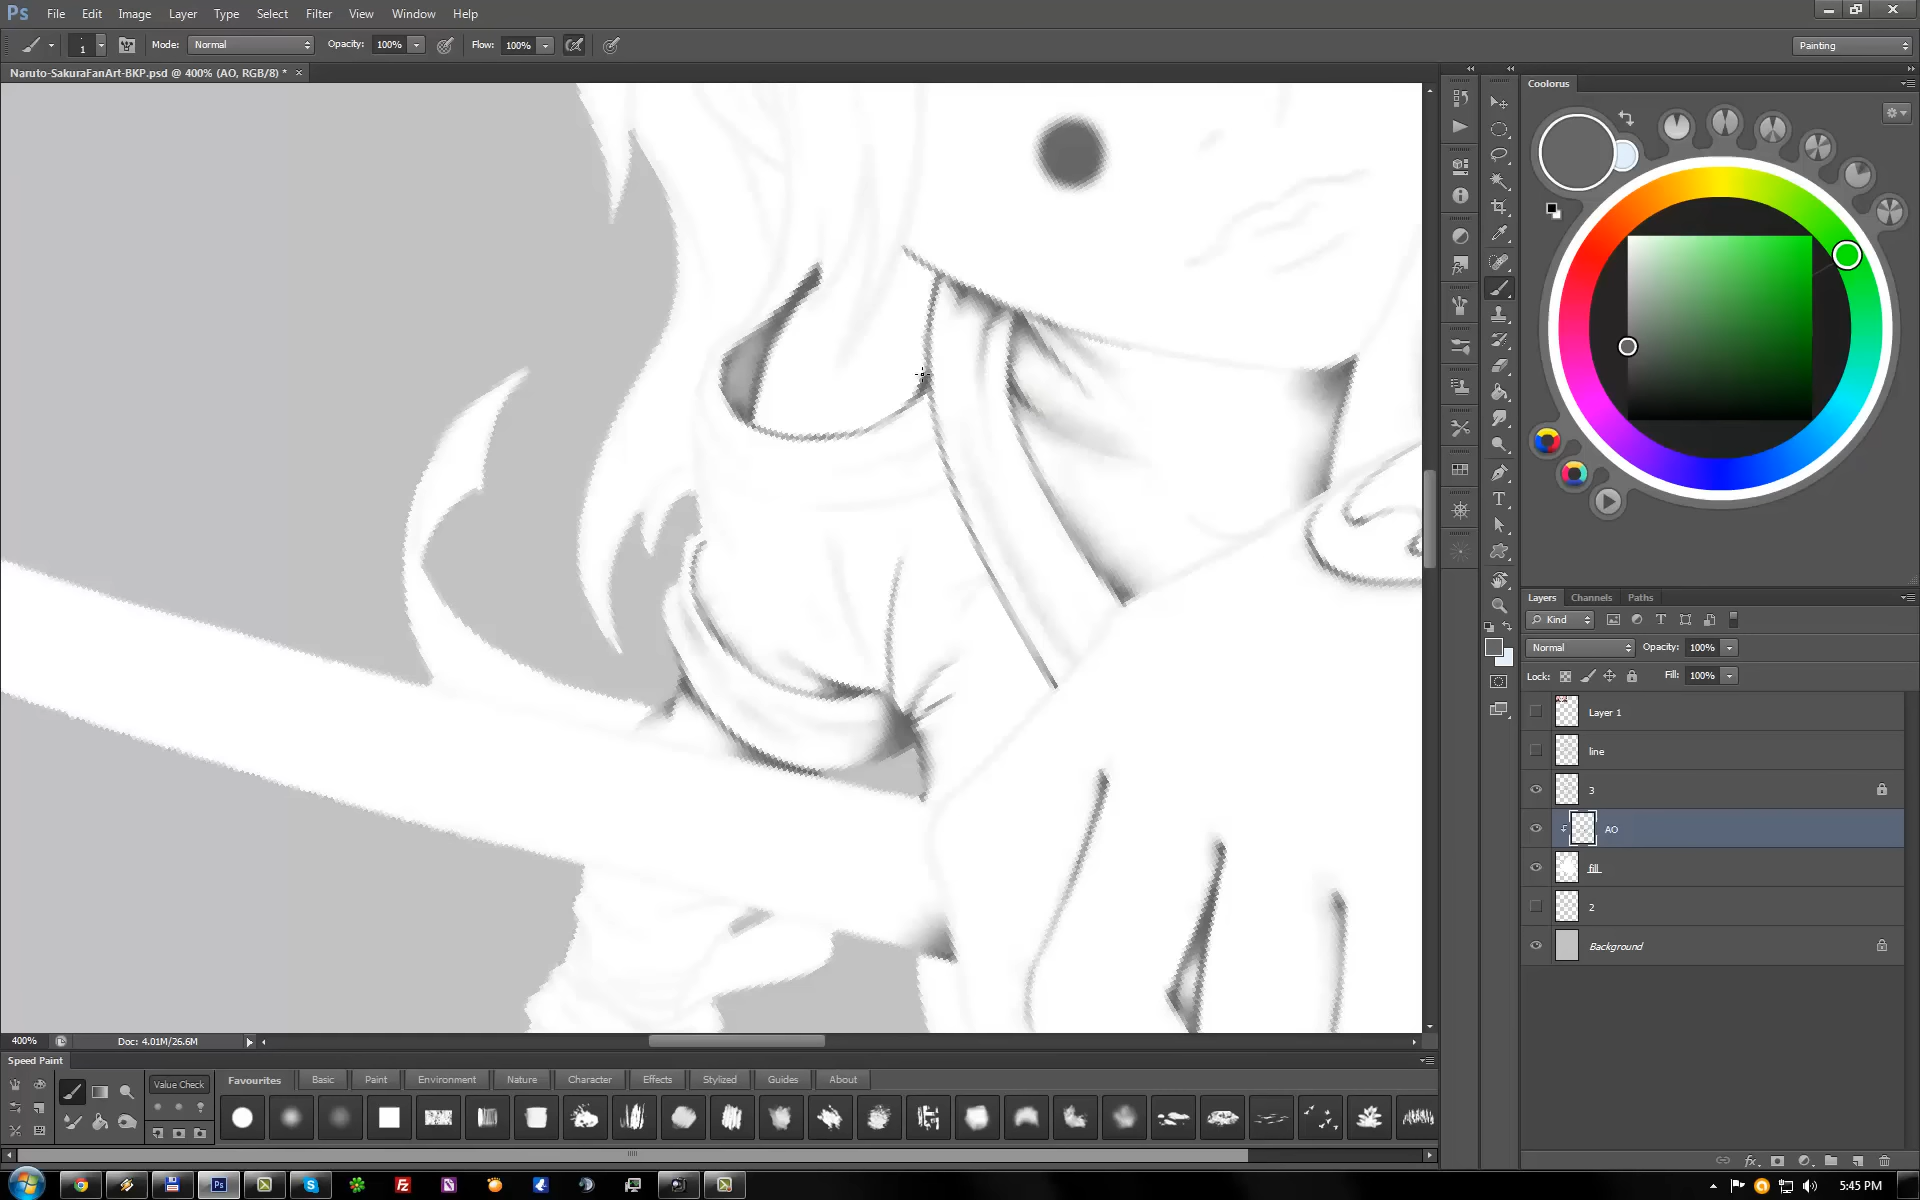 Ps File Edit Image Layer Type Select Filter View Window Help
1 Mode: Normal Opacity: 100% Flow: 100% Painting
Naruto-SakuraFanArt-BKP.psd @ 400% (AO, RGB/8) * ×
Coolorus
Layers Channels Paths
Kind
Normal Opacity: 100%
Lock: Fill: 100%
Layer 1
line
3
AO
fill
2
Background
400% Doc: 4.01M/26.6M
Speed Paint
Value Check Favourites Basic Paint Environment Nature Character Effects Stylized Guides About
5:45 PM